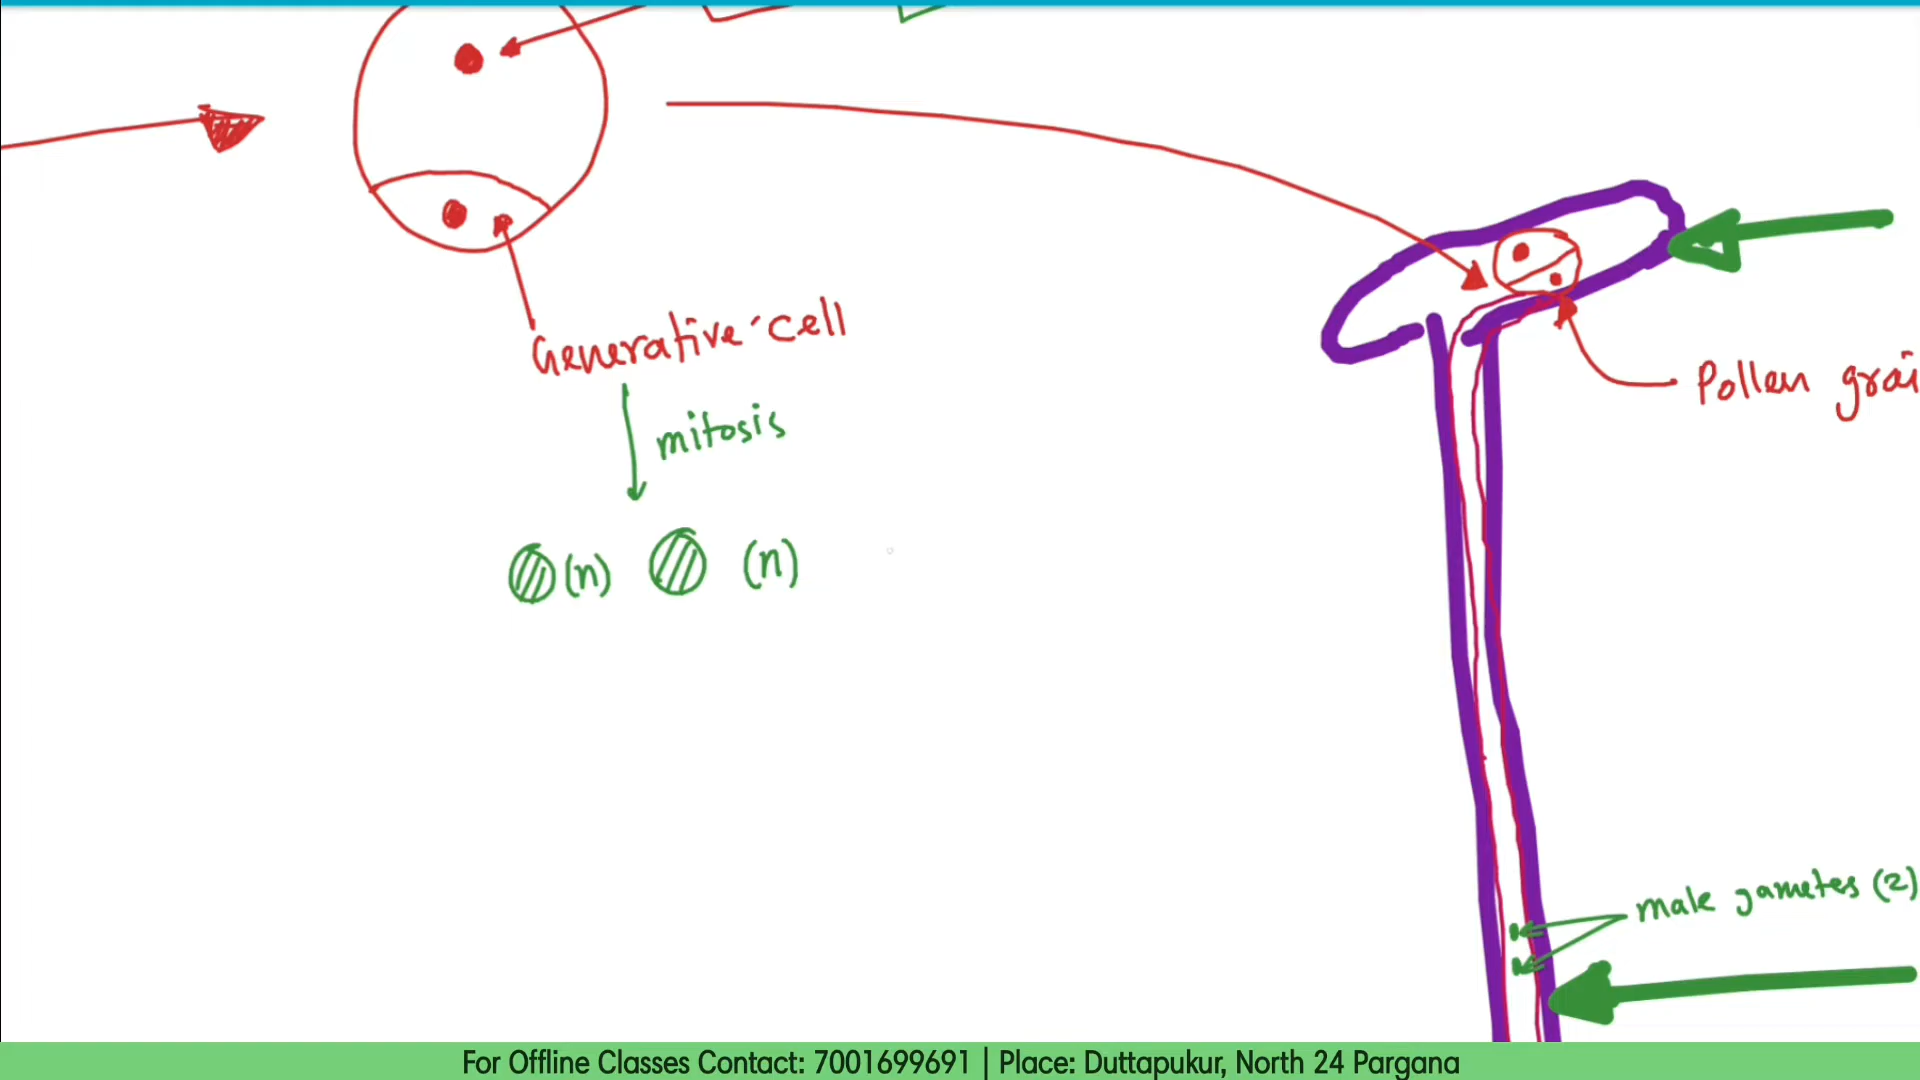 Generative cell
mitosis
(n) (n)
Pollen grai
male gametes (2)
For Offline Classes Contact: 7001699691 | Place: Duttapukur, North 24 Pargana